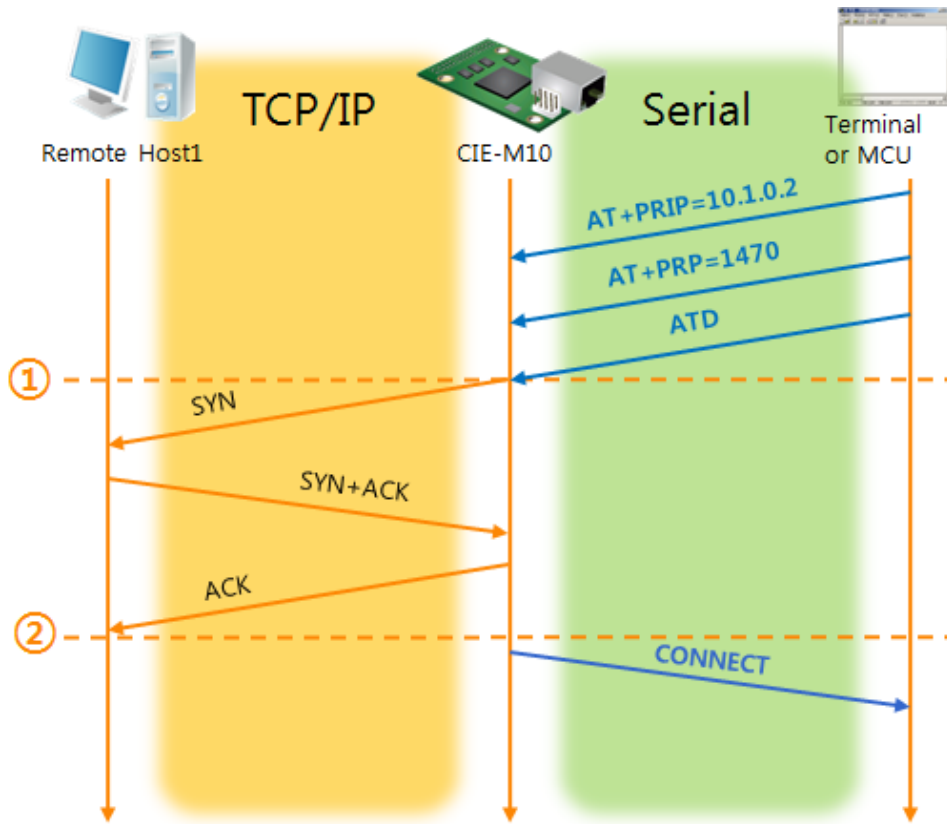 TCP/IP
Serial
Remote Host1
CIE-M10
Terminal
or MCU
AT+PRIP=10.1.0.2
AT+PRP=1470
ATD
①
SYN
SYN+ACK
ACK
②
CONNECT